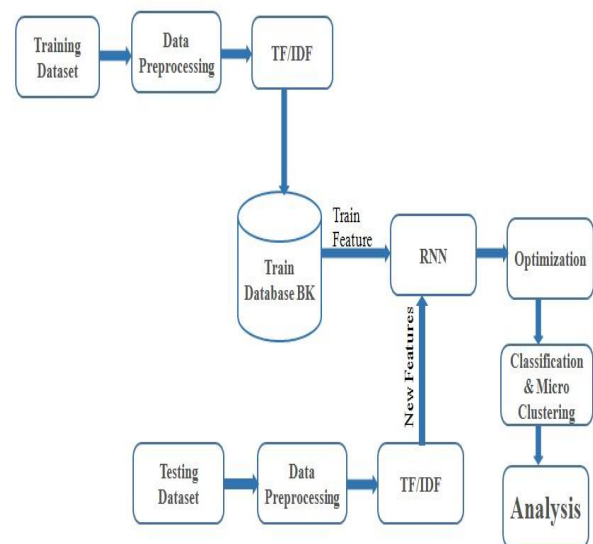 Training
Dataset
Data
Preprocessing
TF/IDF
Train
Feature
Train
Database BK
RNN
Optimization
New Features
Classification
& Micro
Clustering
Testing
Dataset
Data
Preprocessing
TF/IDF
Analysis